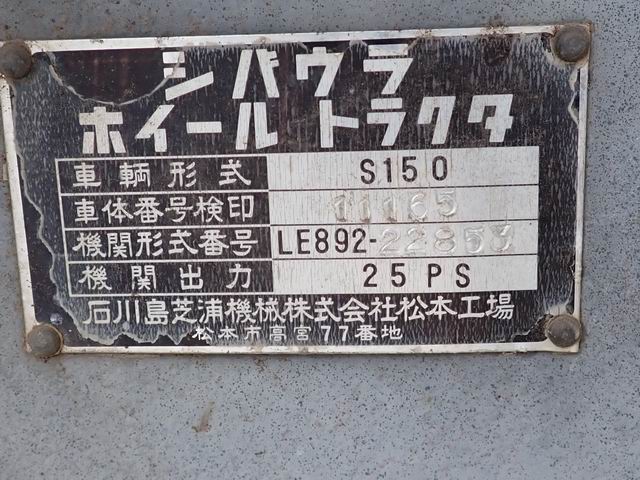 シバウラ
ホイールトラクタ
車輌形式 S150
車体番号検印 11165
機関形式番号 LE892-22853
機関出力 25PS
石川島芝浦機械株式会社松本工場
松本市高宮77番地